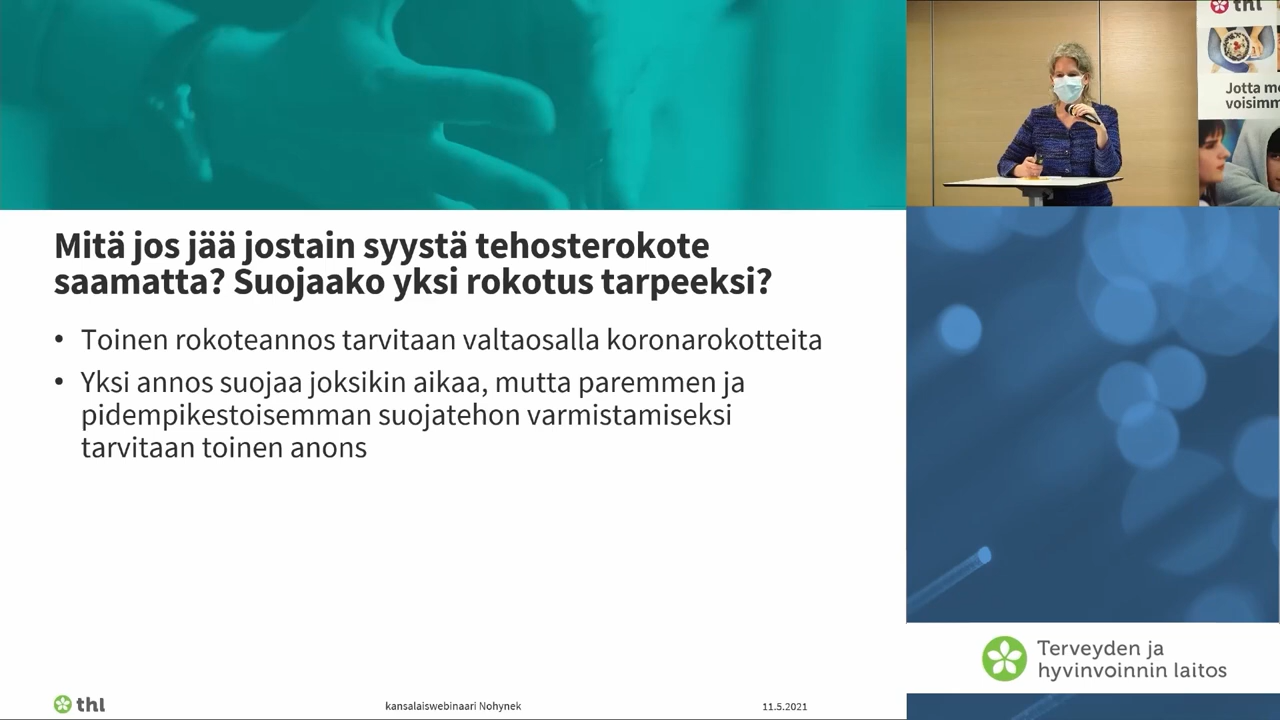 Mitä jos jää jostain syystä tehosterokote
saamatta? Suojaako yksi rokotus tarpeeksi?
• Toinen rokoteannos tarvitaan valtaosalla koronarokotteita
• Yksi annos suojaa joksikin aikaa, mutta paremmen ja
pidempikestoisemman suojatehon varmistamiseksi
tarvitaan toinen anons
thl
kansalaiswebinaari Nohynek
11.5.2021
thl
Jotta me
voisimm
Terveyden ja
hyvinvoinnin laitos